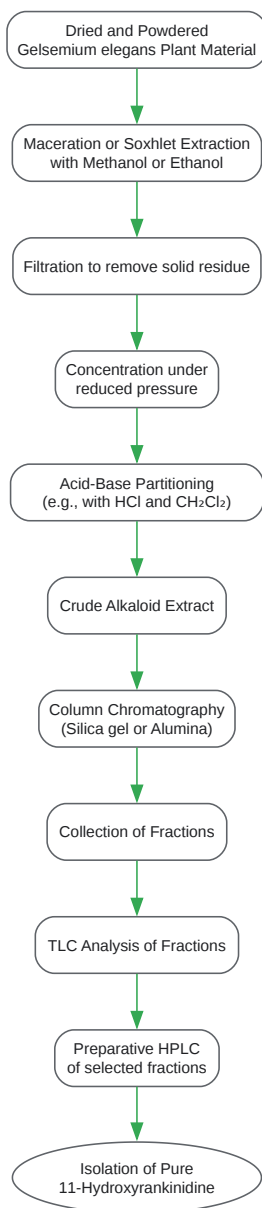 Dried and Powdered
Gelsemium elegans Plant Material
Maceration or Soxhlet Extraction
with Methanol or Ethanol
Filtration to remove solid residue
Concentration under
reduced pressure
Acid-Base Partitioning
(e.g., with HCl and CH₂Cl₂)
Crude Alkaloid Extract
Column Chromatography
(Silica gel or Alumina)
Collection of Fractions
TLC Analysis of Fractions
Preparative HPLC
of selected fractions
Isolation of Pure
11-Hydroxyrankinidine